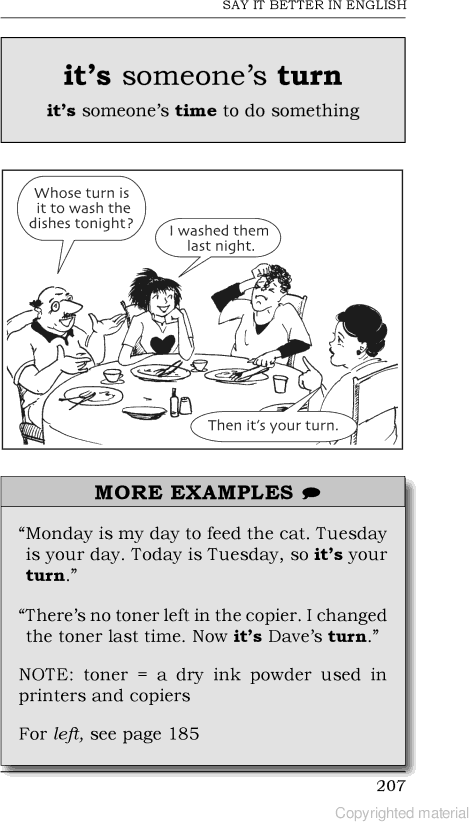 SAY IT BETTER IN ENGLISH
it's someone's turn
it's someone's time to do something
Whose turn is
it to wash the
dishes tonight?
I washed them
last night.
Then it's your turn.
MORE EXAMPLES
“Monday is my day to feed the cat. Tuesday
is your day. Today is Tuesday, so it's your
turn.”
“There's no toner left in the copier. I changed
the toner last time. Now it's Dave's turn.”
NOTE: toner = a dry ink powder used in
printers and copiers
For left, see page 185
207
Copyrighted material